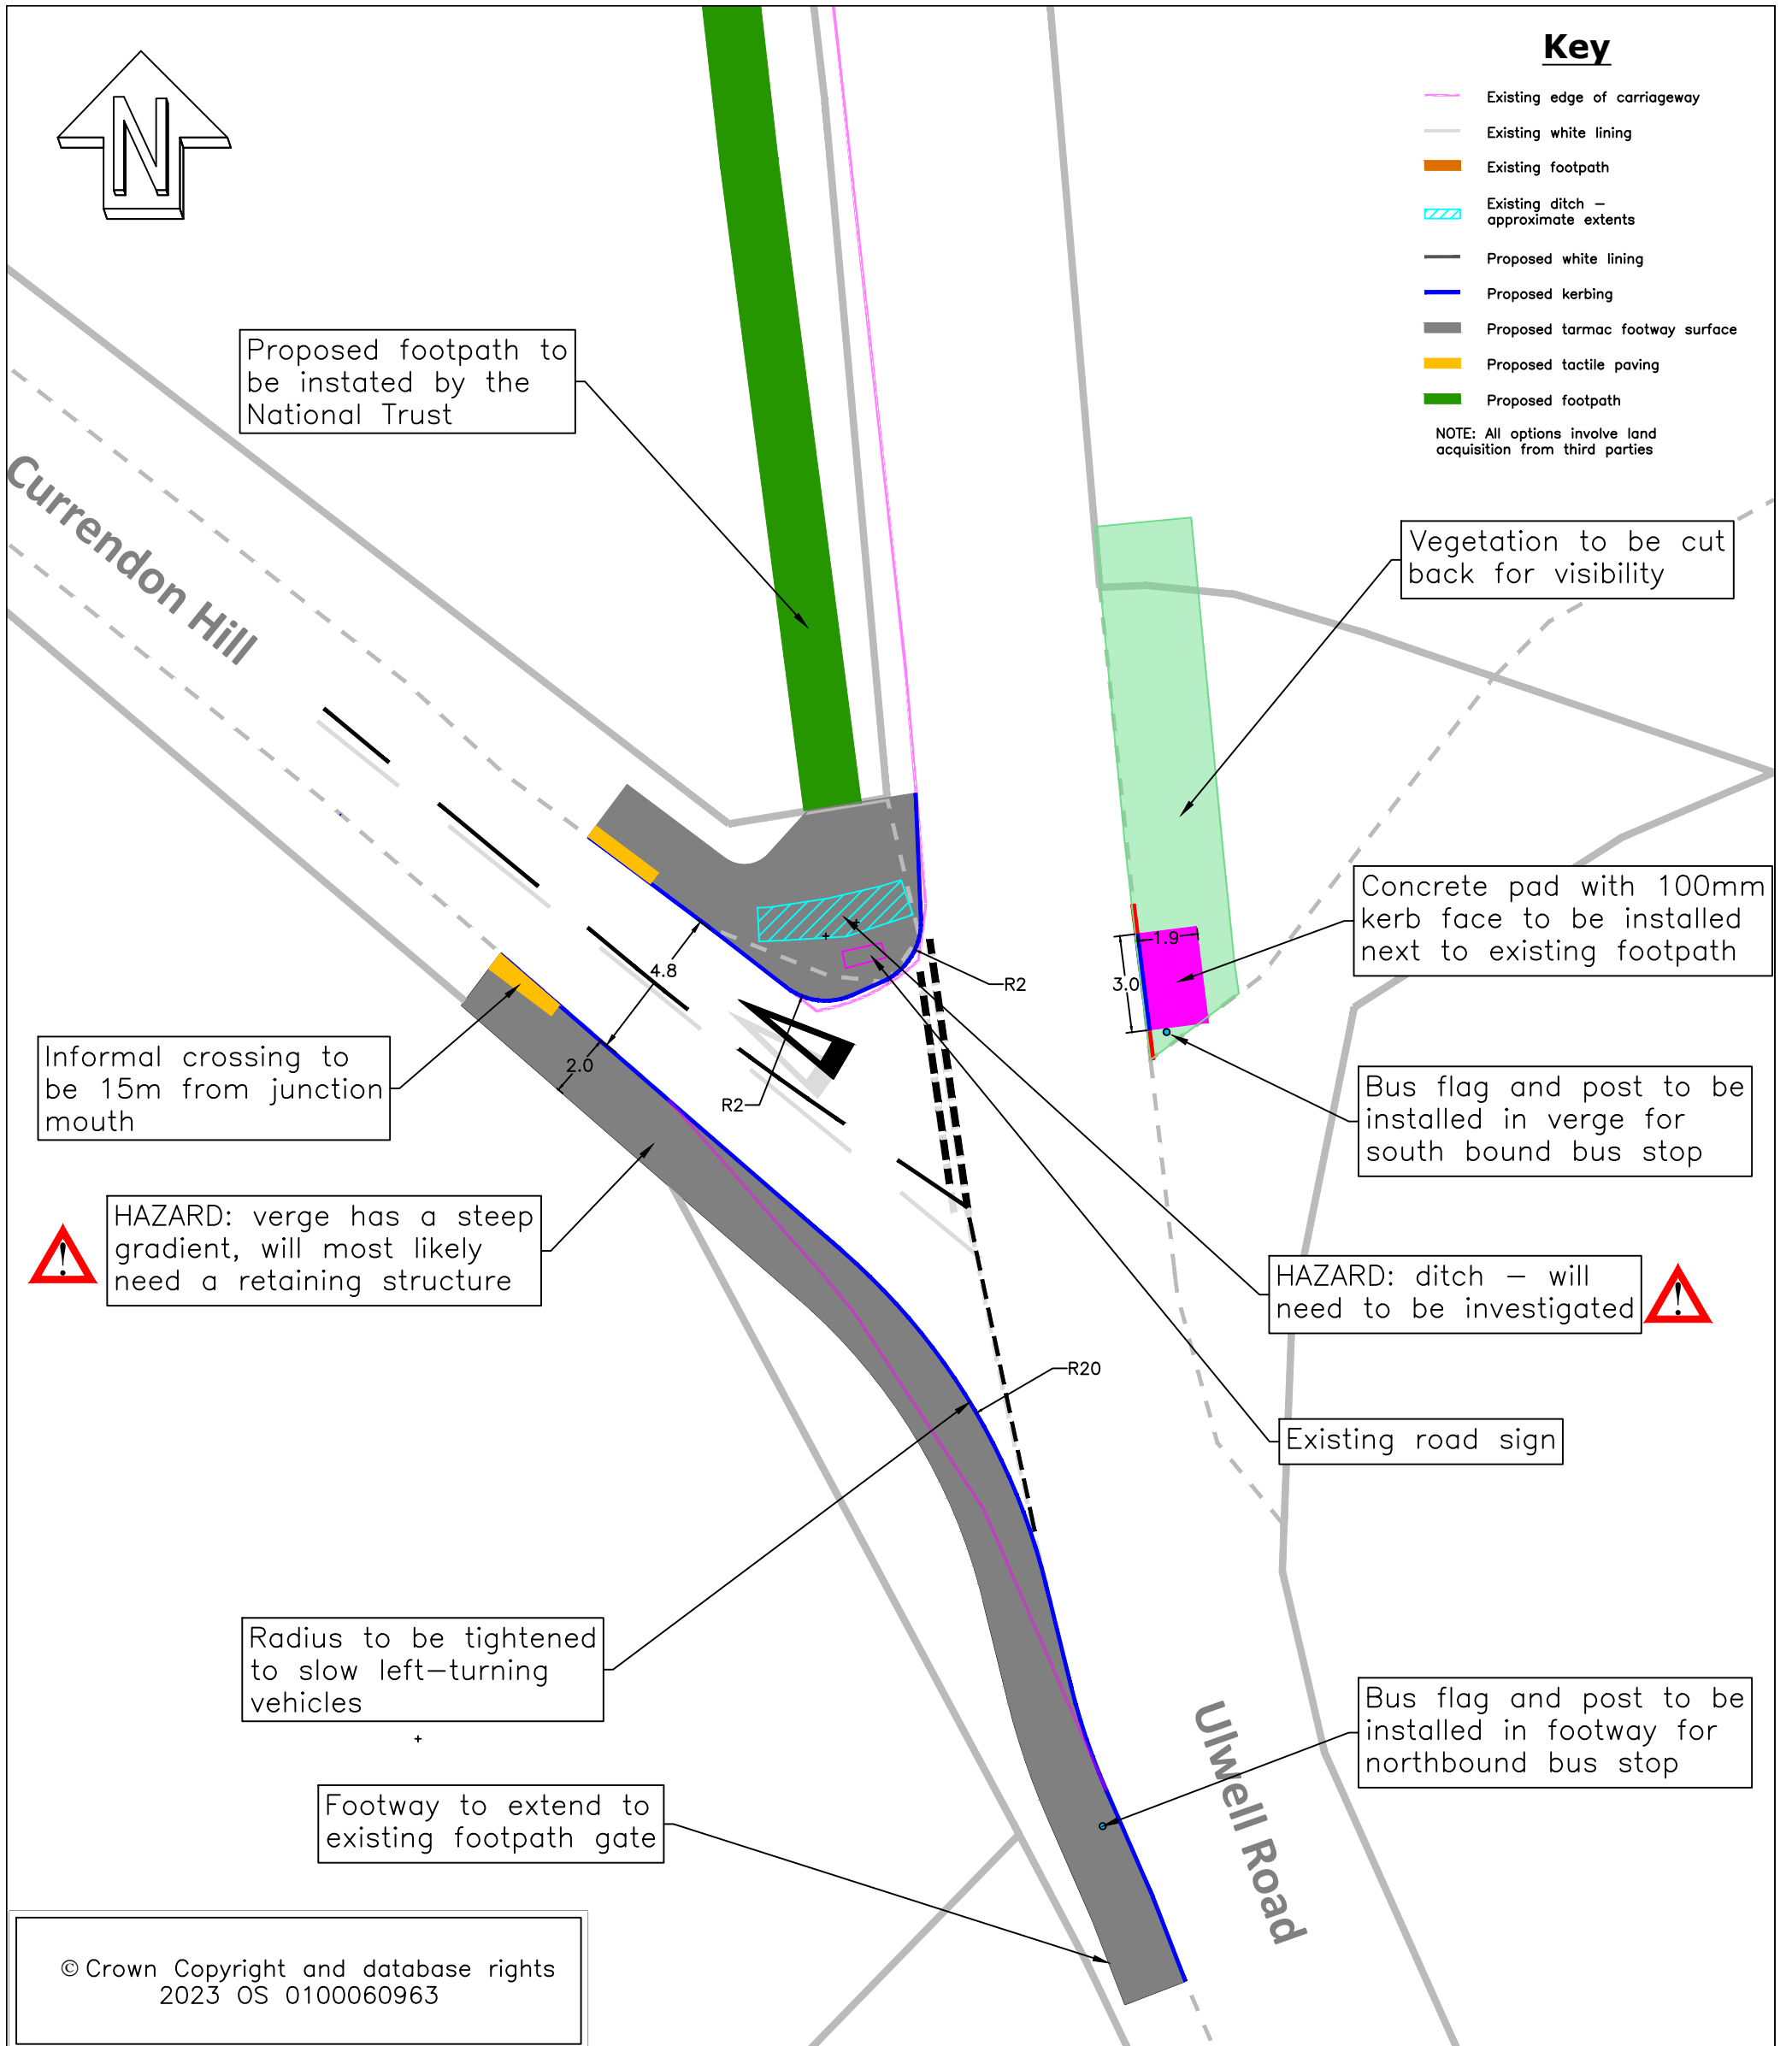 N
Key
Existing edge of carriageway
Existing white lining
Existing footpath
Existing ditch –
approximate extents
Proposed white lining
Proposed kerbing
Proposed tarmac footway surface
Proposed tactile paving
Proposed footpath
NOTE: All options involve land
acquisition from third parties
Proposed footpath to
be instated by the
National Trust
Currendon Hill
Vegetation to be cut
back for visibility
Concrete pad with 100mm
kerb face to be installed
next to existing footpath
1.9
3.0
4.8
R2
2.0
R2
Informal crossing to
be 15m from junction
mouth
Bus flag and post to be
installed in verge for
south bound bus stop
HAZARD: verge has a steep
gradient, will most likely
need a retaining structure
!
HAZARD: ditch – will
need to be investigated
!
R20
Existing road sign
Radius to be tightened
to slow left–turning
vehicles
Bus flag and post to be
installed in footway for
northbound bus stop
Ulwell Road
Footway to extend to
existing footpath gate
© Crown Copyright and database rights
2023 OS 0100060963